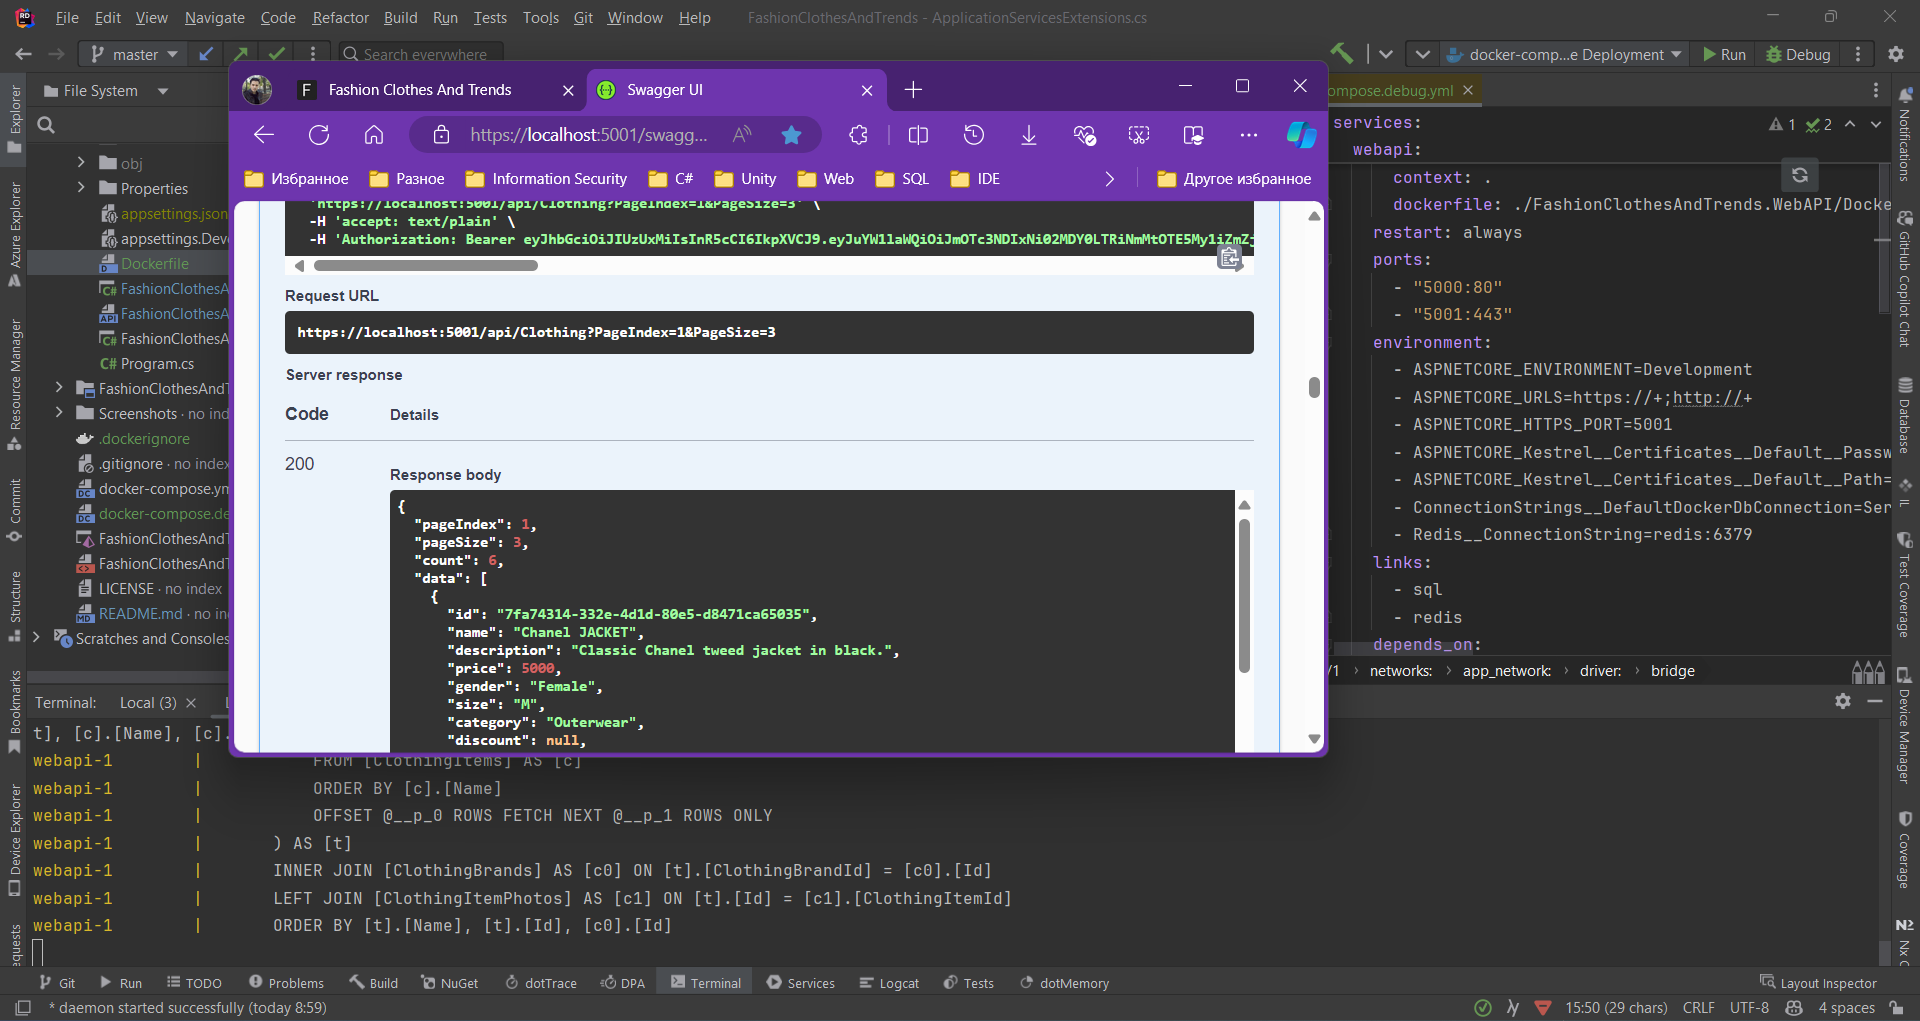 File Edit View Navigate Code Refactor Build Run Tests Tools Git Window Help FashionClothesAndTrends - ApplicationServicesExtensions.cs
master Search everywhere docker-comp...e Deployment Run Debug
File System
obj
Properties
appsettings.json
appsettings.Dev
Dockerfile
FashionClothesA
FashionClothesA
FashionClothesA
Program.cs
FashionClothesAndT
Screenshots · no ind
.dockerignore
.gitignore · no index
docker-compose.ym
docker-compose.de
FashionClothesAndT
FashionClothesAndT
LICENSE · no index
README.md · no in
Scratches and Consoles
Explorer
Azure Explorer
Resource Manager
Commit
Structure
Bookmarks
Device Explorer
equests
Fashion Clothes And Trends
Swagger UI
https://localhost:5001/swagg...
Избранное Разное Information Security C# Unity Web SQL IDE Другое избранное
'https://localhost:5001/api/Clothing?PageIndex=1&PageSize=3' \
-H 'accept: text/plain' \
-H 'Authorization: Bearer eyJhbGciOiJIUzUxMiIsInR5cCI6IkpXVCJ9.eyJuYW1laWQiOiJmOTc3NDIxNi02MDY0LTRiNmMtOTE5My1iZmZj
Request URL
https://localhost:5001/api/Clothing?PageIndex=1&PageSize=3
Server response
Code Details
200
Response body
{
"pageIndex": 1,
"pageSize": 3,
"count": 6,
"data": [
{
"id": "7fa74314-332e-4d1d-80e5-d8471ca65035",
"name": "Chanel JACKET",
"description": "Classic Chanel tweed jacket in black.",
"price": 5000,
"gender": "Female",
"size": "M",
"category": "Outerwear",
"discount": null,
ompose.debug.yml
services:
webapi:
context: .
dockerfile: ./FashionClothesAndTrends.WebAPI/Docke
restart: always
ports:
- "5000:80"
- "5001:443"
environment:
- ASPNETCORE_ENVIRONMENT=Development
- ASPNETCORE_URLS=https://+;http://+
- ASPNETCORE_HTTPS_PORT=5001
- ASPNETCORE_Kestrel__Certificates__Default__Passw
- ASPNETCORE_Kestrel__Certificates__Default__Path=
- ConnectionStrings__DefaultDockerDbConnection=Ser
- Redis__ConnectionString=redis:6379
links:
- sql
- redis
depends_on:
1 2
/1 › networks: › app_network: › driver: › bridge
Notifications
GitHub Copilot Chat
Database
IL
Test Coverage
Device Manager
Coverage
Nx C
Terminal: Local (3) L
t], [c].[Name], [c].
webapi-1 | FROM [ClothingItems] AS [c]
webapi-1 | ORDER BY [c].[Name]
webapi-1 | OFFSET @__p_0 ROWS FETCH NEXT @__p_1 ROWS ONLY
webapi-1 | ) AS [t]
webapi-1 | INNER JOIN [ClothingBrands] AS [c0] ON [t].[ClothingBrandId] = [c0].[Id]
webapi-1 | LEFT JOIN [ClothingItemPhotos] AS [c1] ON [t].[Id] = [c1].[ClothingItemId]
webapi-1 | ORDER BY [t].[Name], [t].[Id], [c0].[Id]
Git Run TODO Problems Build NuGet dotTrace DPA Terminal Services Logcat Tests dotMemory Layout Inspector
* daemon started successfully (today 8:59) 15:50 (29 chars) CRLF UTF-8 4 spaces